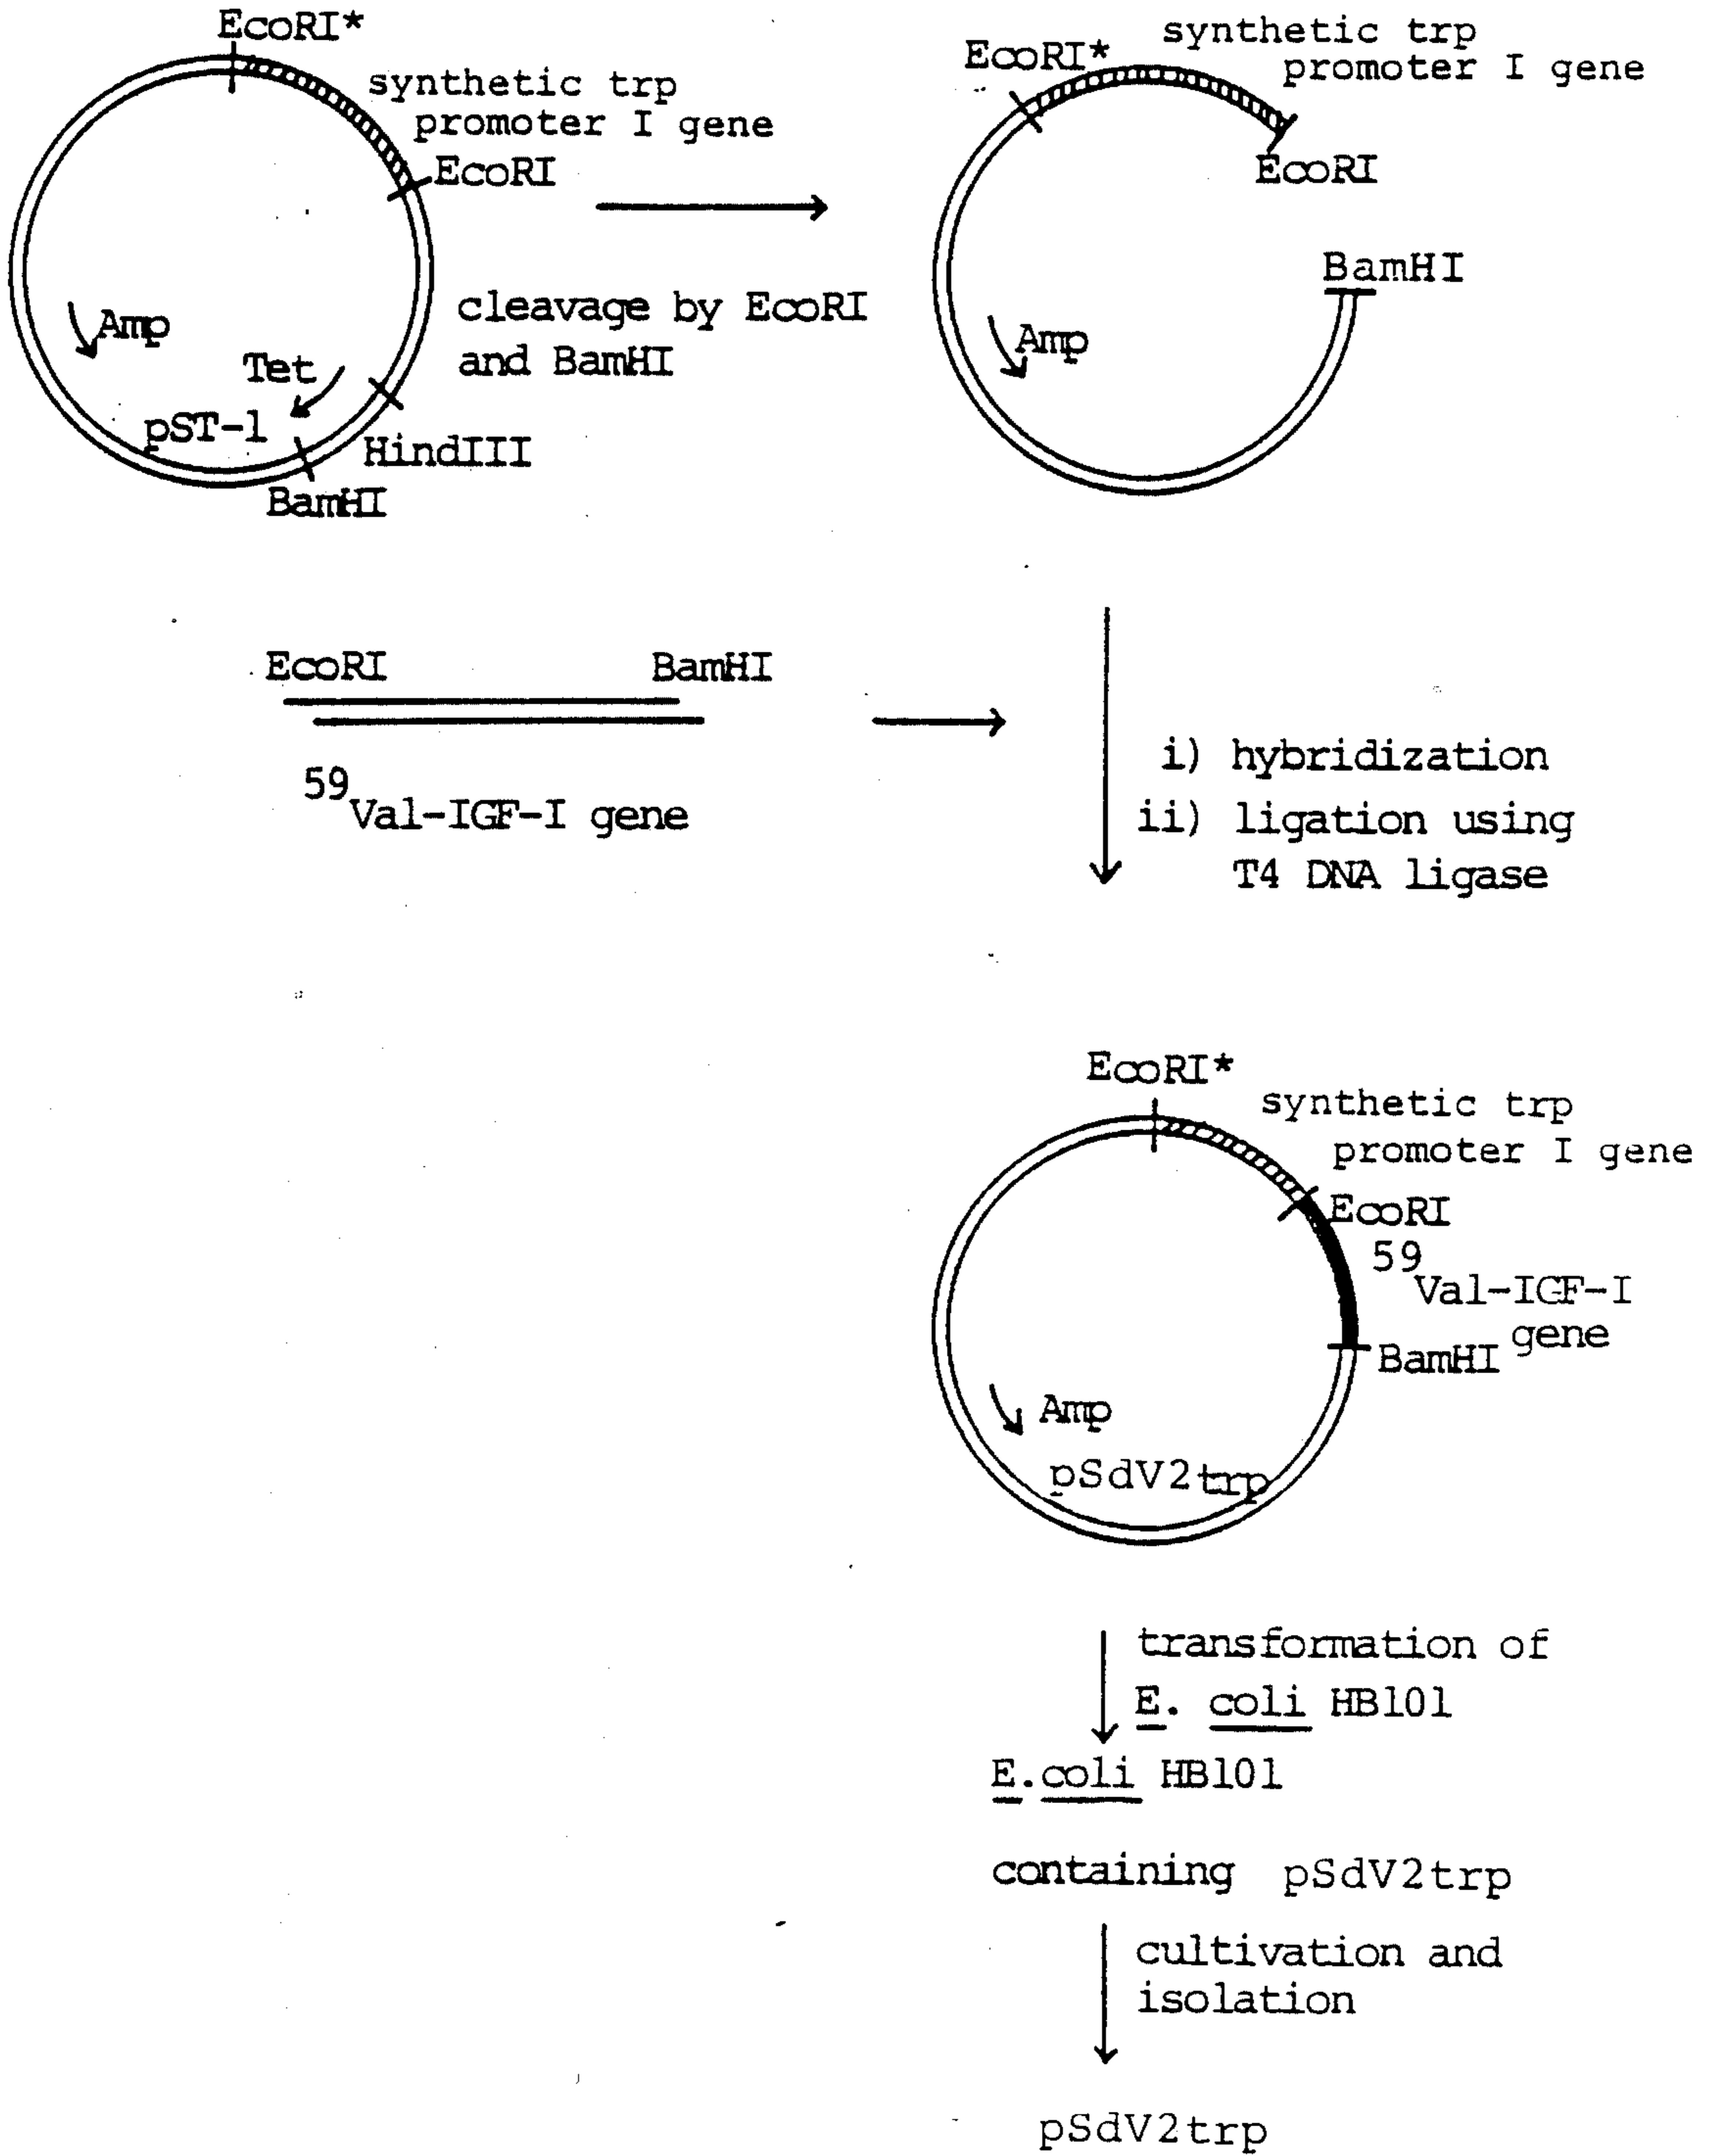 EcoRI*
synthetic trp
promoter I gene
EcoRI
Amp
Tet
pST-1
HindIII
BamHI
cleavage by EcoRI
and BamHI
EcoRI*
synthetic trp
promoter I gene
EcoRI
BamHI
Amp
EcoRI BamHI
59
Val-IGF-I gene
i) hybridization
ii) ligation using
T4 DNA ligase
EcoRI*
synthetic trp
promoter I gene
EcoRI
59
Val-IGF-I
gene
BamHI
Amp
pSdV2trp
transformation of
E. coli HB101
E.coli HB101
containing pSdV2trp
cultivation and
isolation
pSdV2trp